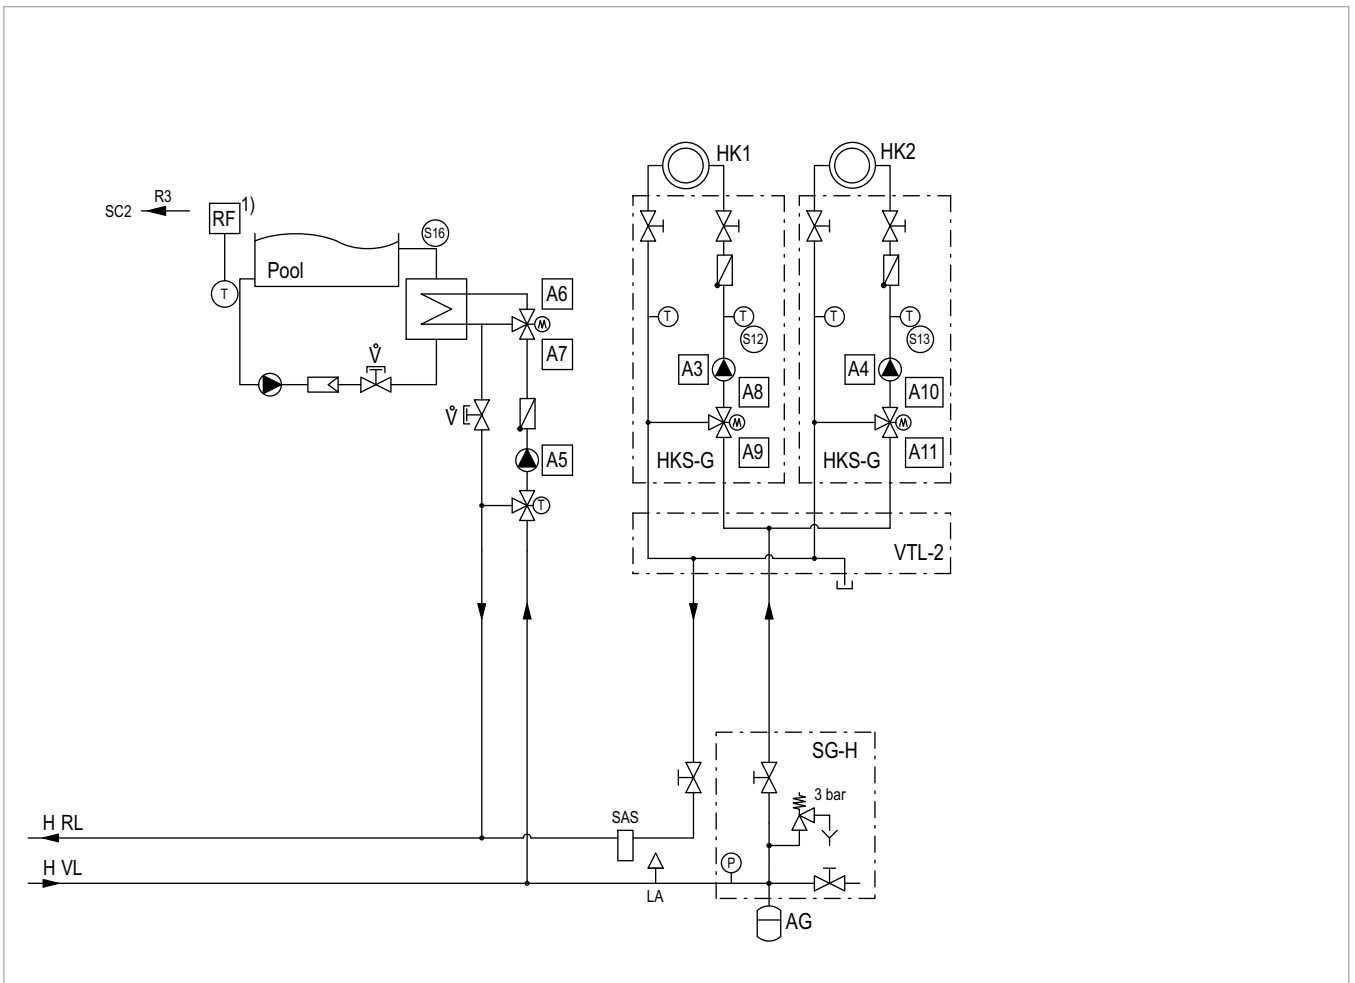 HK1
HK2
R3
SC2
RF
1)
S16
Pool
T
A6
M
A7
V̊
V̊
A5
T
T
T
S12
T
T
S13
A3
A8
A4
A10
M
M
HKS-G
A9
HKS-G
A11
VTL-2
SG-H
3 bar
H RL
SAS
H VL
P
LA
AG